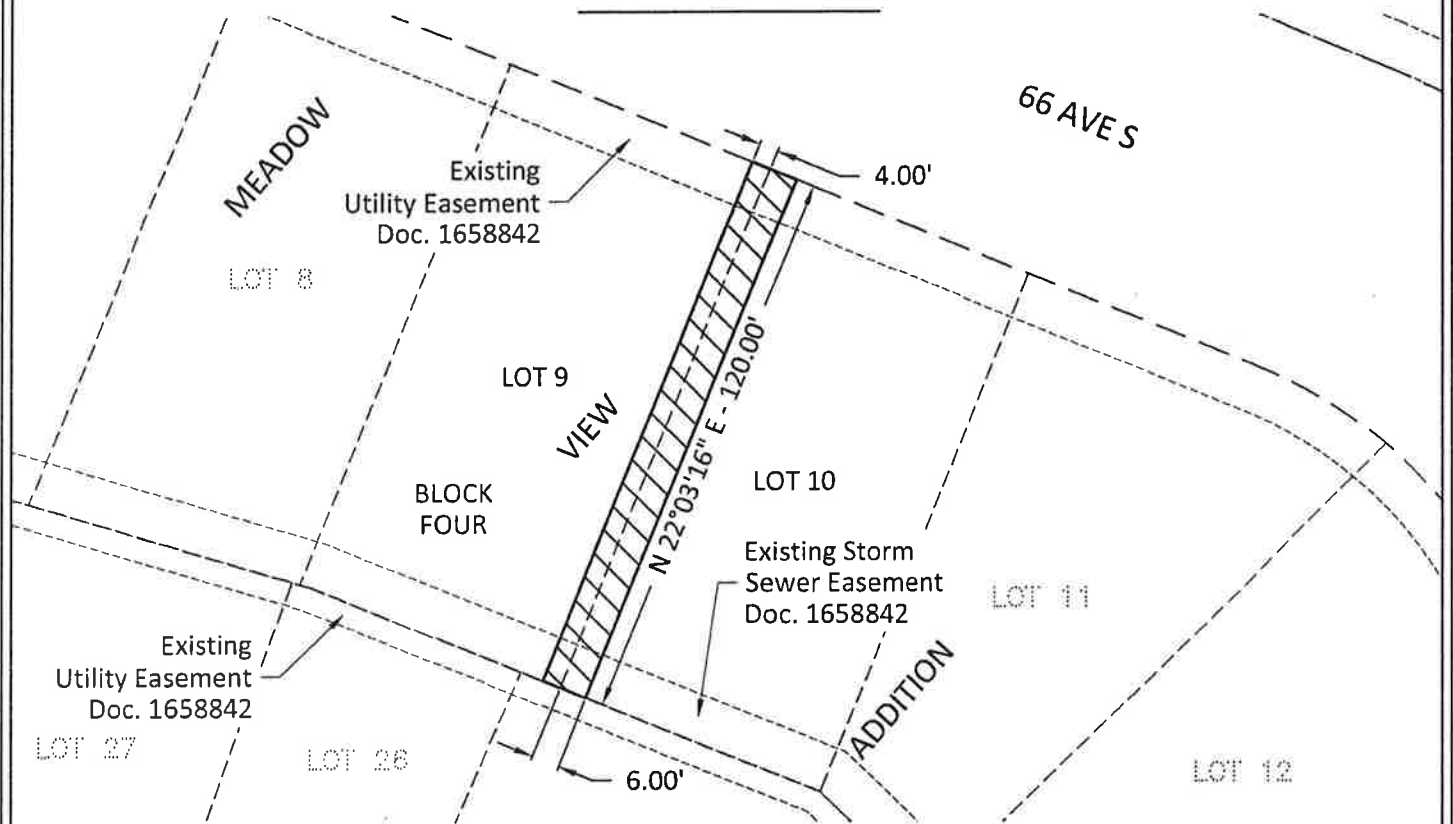 66 AVE S
MEADOW
4.00'
Existing
Utility Easement
Doc. 1658842
LOT 8
LOT 9
VIEW
N 22°03'16" E - 120.00'
LOT 10
BLOCK
FOUR
Existing Storm
Sewer Easement
Doc. 1658842
LOT 11
Existing
Utility Easement
Doc. 1658842
ADDITION
LOT 27
LOT 26
6.00'
LOT 12